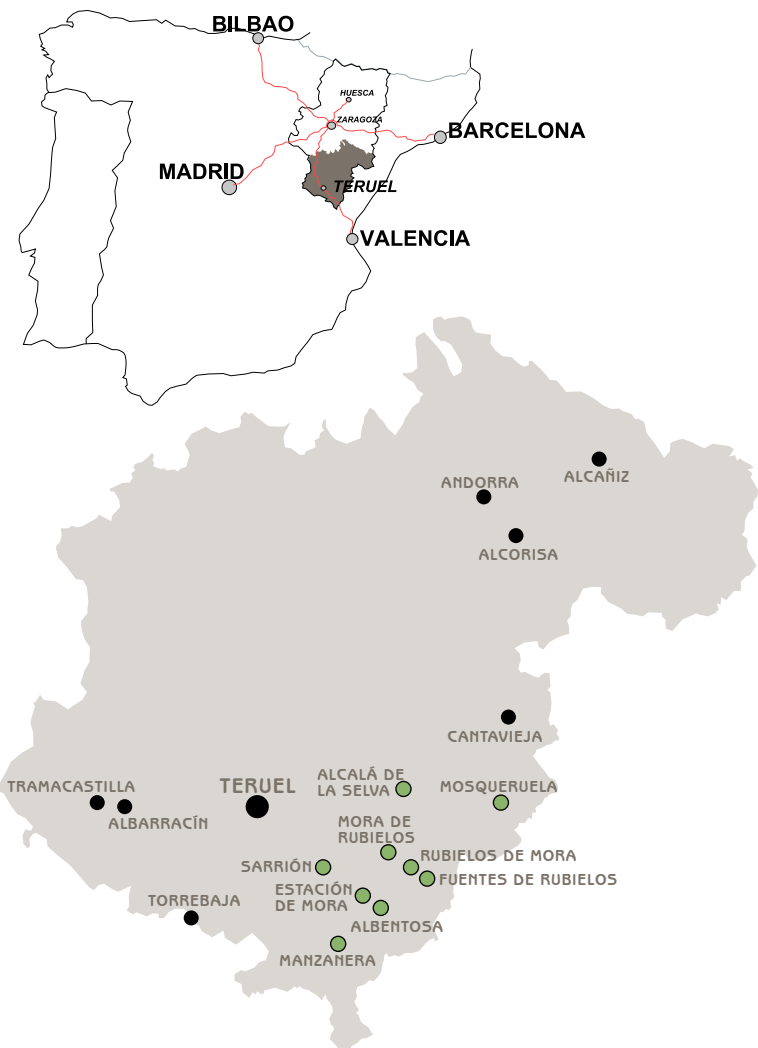 BILBAO
HUESCA
ZARAGOZA
BARCELONA
MADRID
TERUEL
VALENCIA
ALCAÑIZ
ANDORRA
ALCORISA
CANTAVIEJA
TRAMACASTILLA
ALBARRACÍN
TERUEL
ALCALÁ DE
LA SELVA
MOSQUERUELA
MORA DE
RUBIELOS
RUBIELOS DE MORA
SARRIÓN
FUENTES DE RUBIELOS
ESTACIÓN
DE MORA
TORREBAJA
ALBENTOSA
MANZANERA